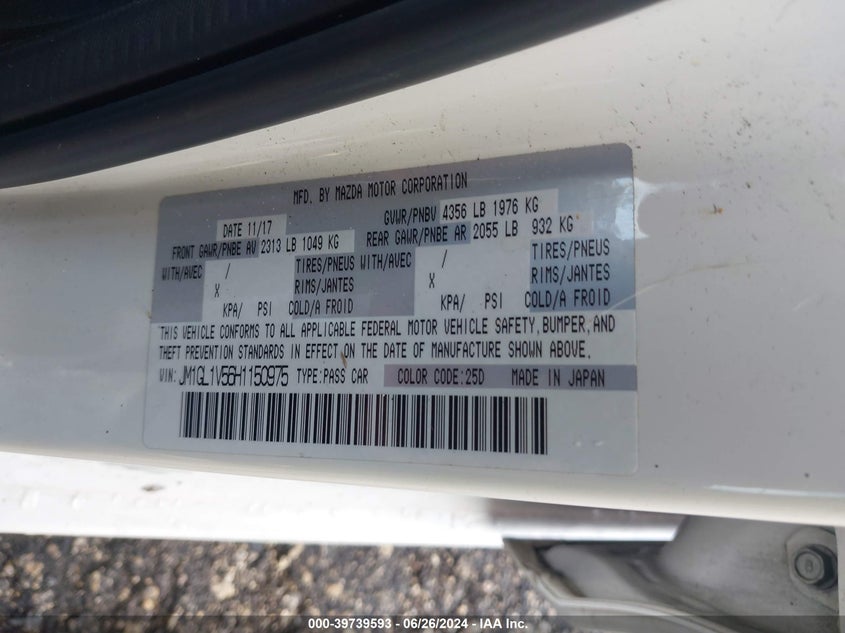 MFD. BY MAZDA MOTOR CORPORATION
DATE 11/17 GVWR/PNBV 4356 LB 1976 KG
FRONT GAWR/PNBE AV 2313 LB 1049 KG REAR GAWR/PNBE AR 2055 LB 932 KG
WITH/AVEC / TIRES/PNEUS WITH/AVEC / TIRES/PNEUS
X RIMS/JANTES X RIMS/JANTES
KPA/ PSI COLD/A FROID KPA/ PSI COLD/A FROID
THIS VEHICLE CONFORMS TO ALL APPLICABLE FEDERAL MOTOR VEHICLE SAFETY, BUMPER, AND
THEFT PREVENTION STANDARDS IN EFFECT ON THE DATE OF MANUFACTURE SHOWN ABOVE.
VIN: JM1GL1V56H1150975 TYPE:PASS CAR COLOR CODE:25D MADE IN JAPAN
8
000-39739593 - 06/26/2024 - IAA Inc.